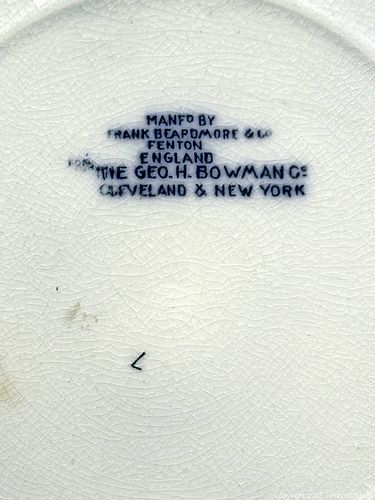 MANFD BY
FRANK BEARDMORE & Co
FENTON
ENGLAND
FOR THE GEO. H. BOWMAN Co
CLEVELAND & NEW YORK